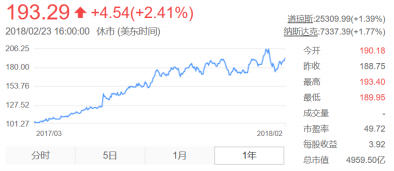 193.29 +4.54(+2.41%)
2018/02/23 16:00:00 休市 (美东时间)
道琼斯:25309.99(+1.39%)
纳斯达克:7337.39(+1.77%)
206.25
180.00
153.76
127.52
101.27
2017/03
2018/02
分时
5日
1月
1年
今开 190.18
昨收 188.75
最高 193.40
最低 189.95
成交量 -
市盈率 49.72
每股收益 3.92
总市值 4959.50亿